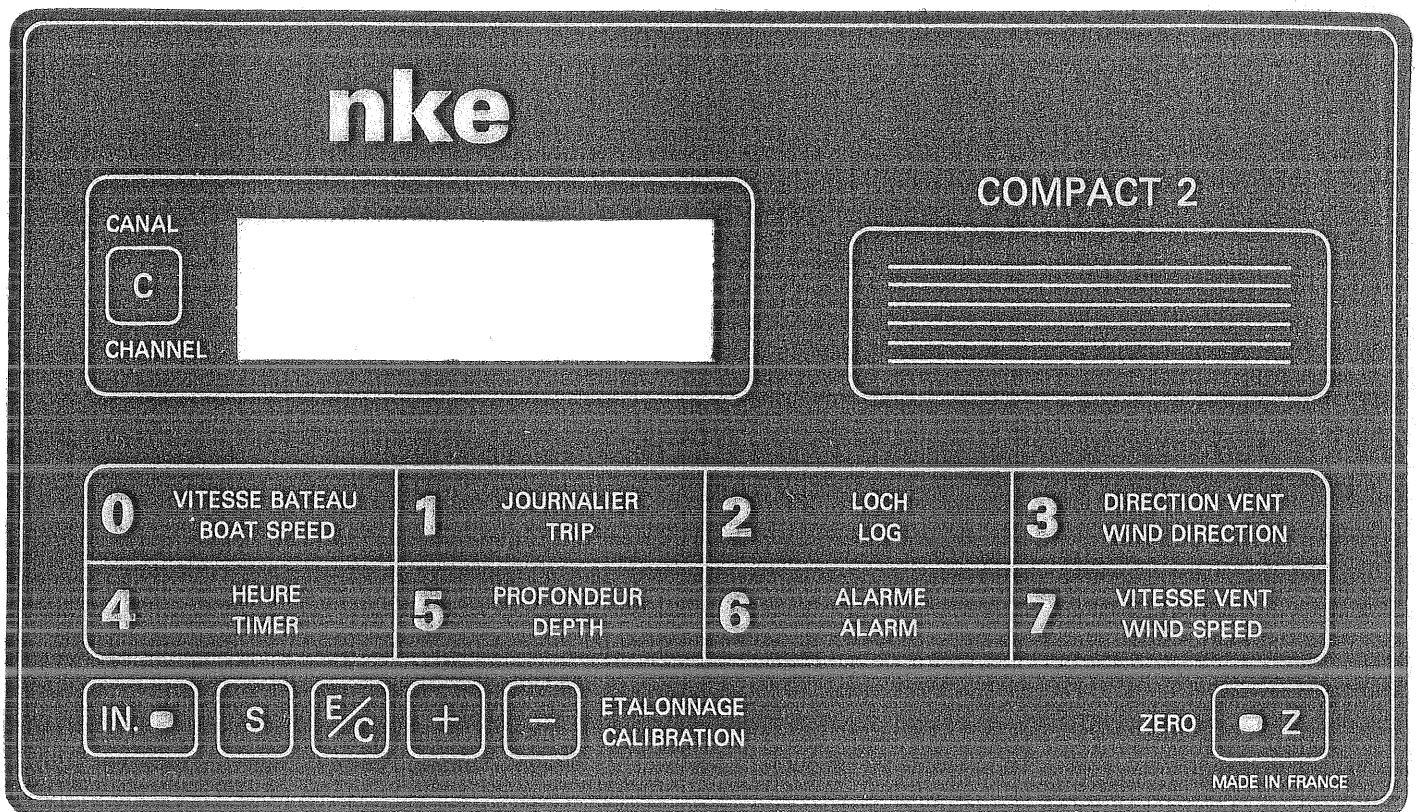 nke
COMPACT 2
CANAL
C
CHANNEL
0 VITESSE BATEAU
BOAT SPEED
1 JOURNALIER
TRIP
2 LOCH
LOG
3 DIRECTION VENT
WIND DIRECTION
4 HEURE
TIMER
5 PROFONDEUR
DEPTH
6 ALARME
ALARM
7 VITESSE VENT
WIND SPEED
IN. S E/C + − ETALONNAGE
CALIBRATION
ZERO Z
MADE IN FRANCE